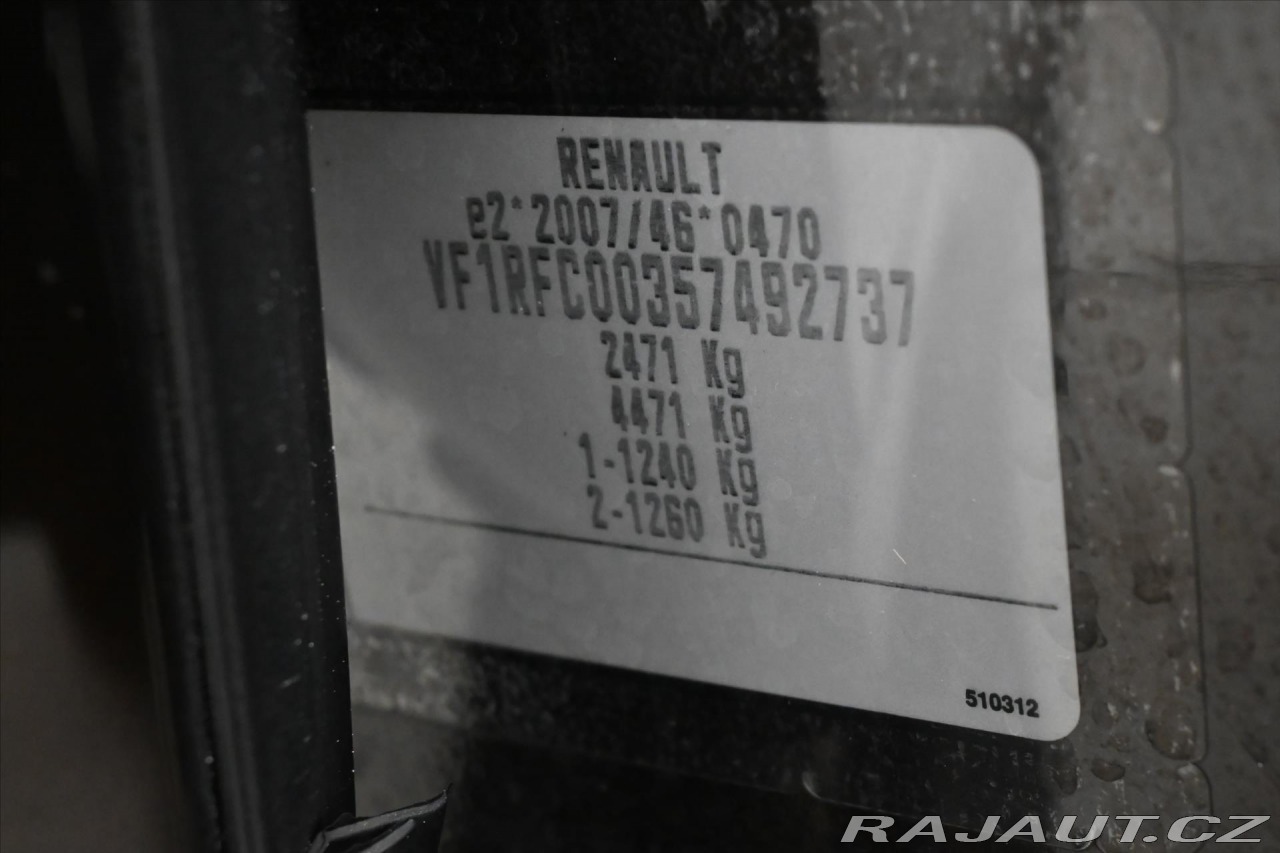 RENAULT
e2*2007/46*0470
VF1RFC00357492737
2471 Kg
4471 Kg
1-1240 Kg
2-1260 Kg
510312
RAJAUT.CZ